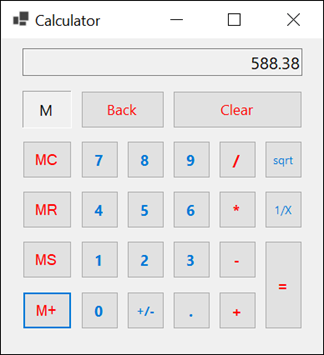 Calculator
588.38
M Back Clear
MC 7 8 9 / sqrt
MR 4 5 6 * 1/X
MS 1 2 3 - =
M+ 0 +/- . +